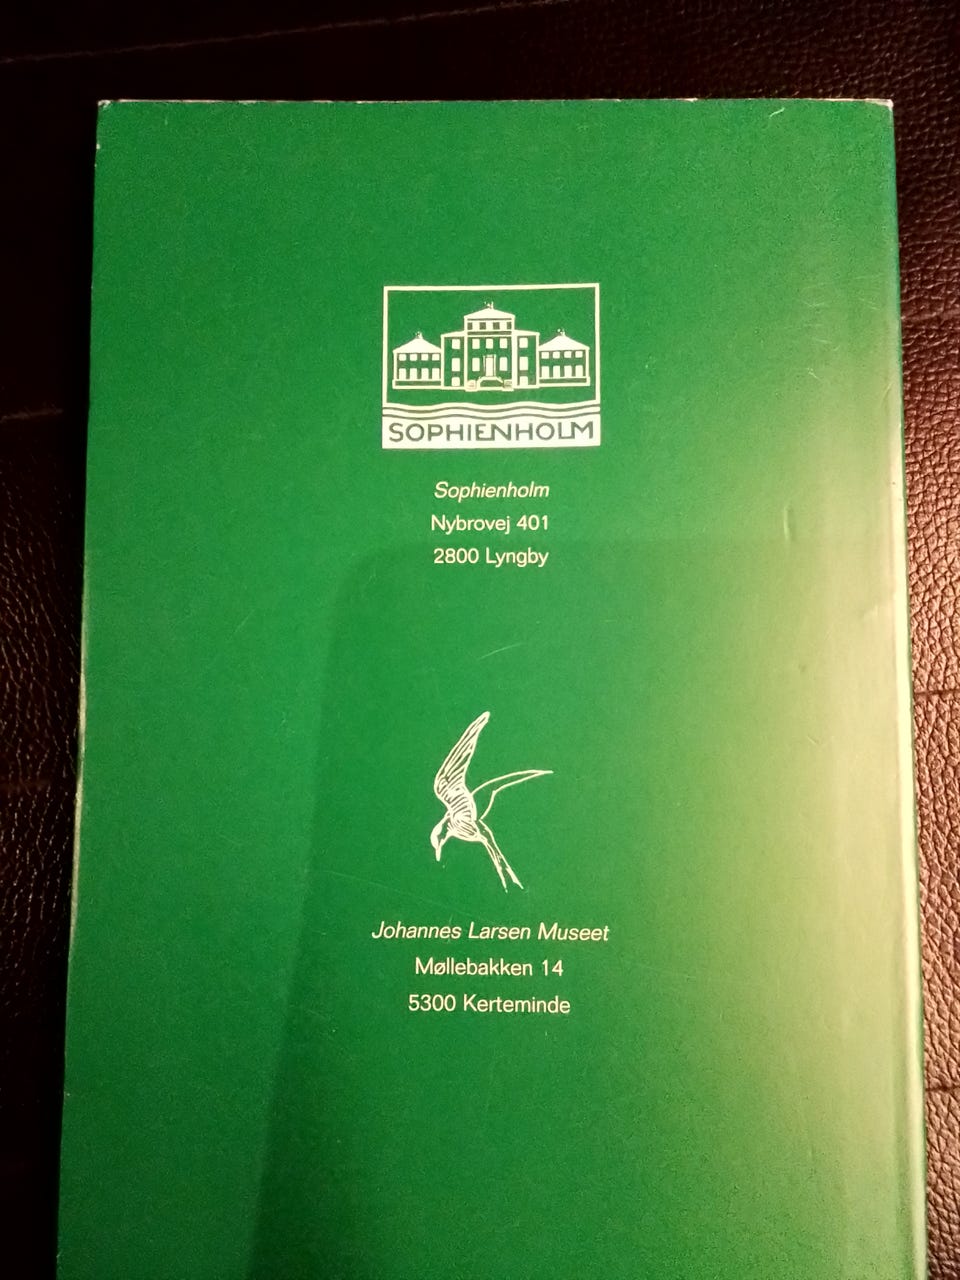 SOPHIENHOLM
Sophienholm
Nybrovej 401
2800 Lyngby
Johannes Larsen Museet
Møllebakken 14
5300 Kerteminde